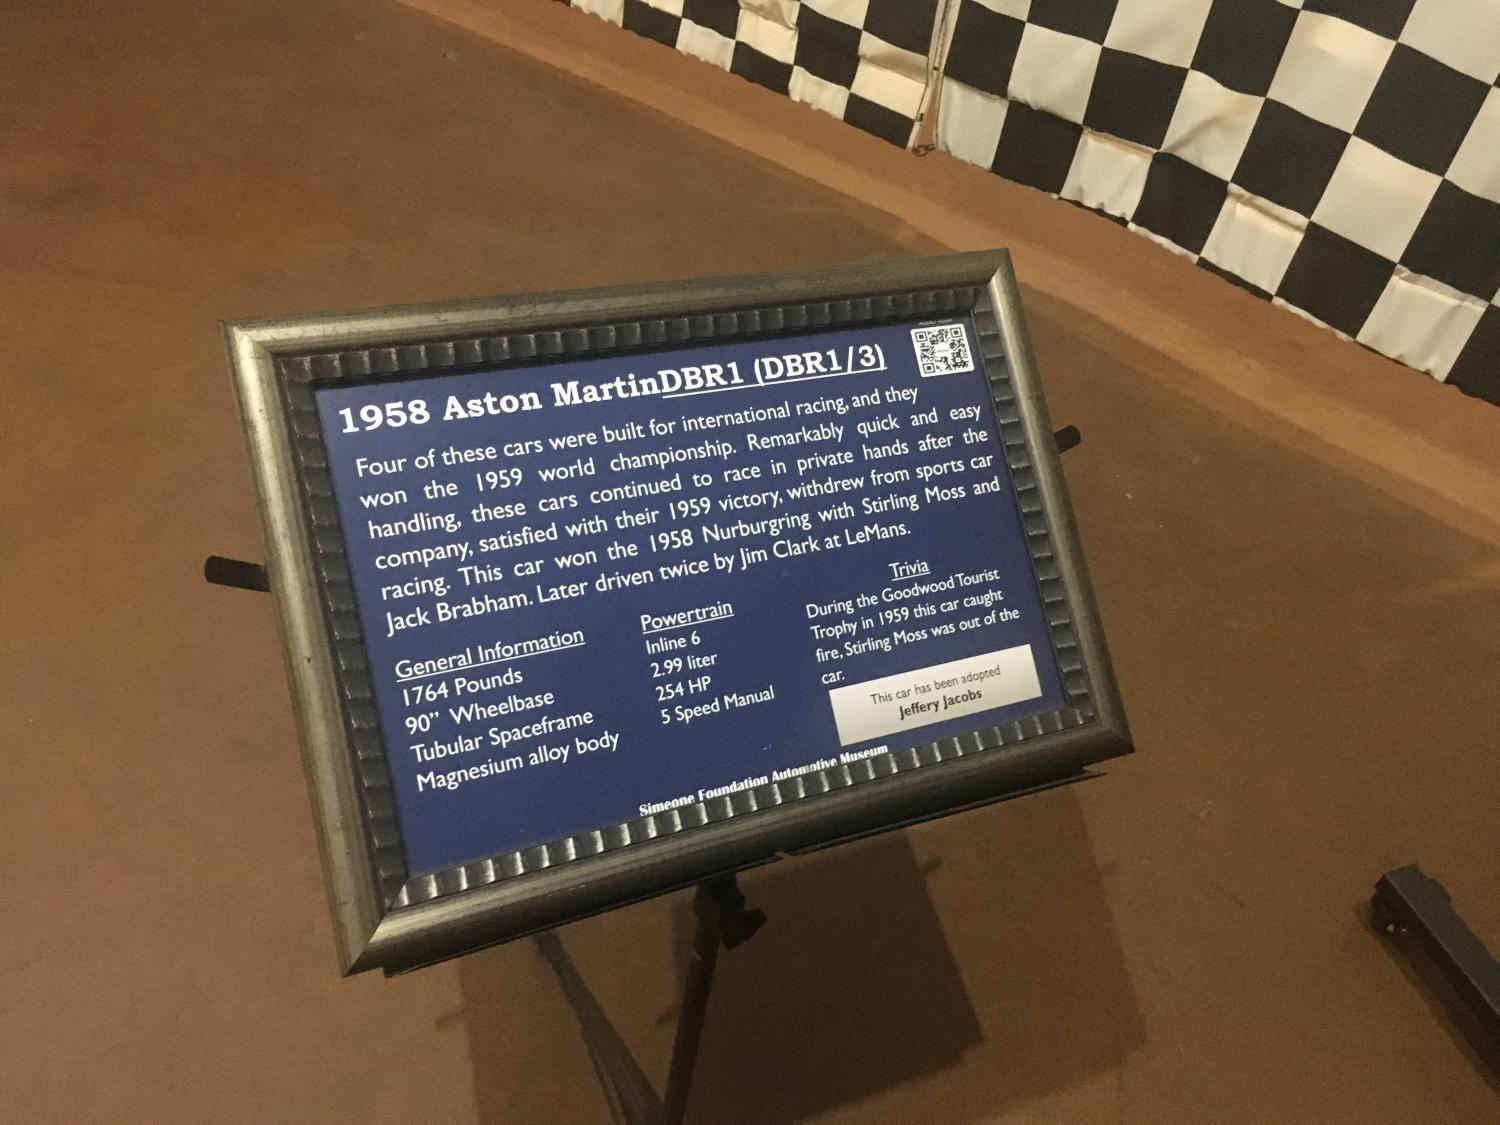 1958 Aston MartinDBR1 (DBR1/3)
Four of these cars were built for international racing, and they
won the 1959 world championship. Remarkably quick and easy
handling, these cars continued to race in private hands after the
company, satisfied with their 1959 victory, withdrew from sports car
racing. This car won the 1958 Nurburgring with Stirling Moss and
Jack Brabham. Later driven twice by Jim Clark at LeMans.
General Information
1764 Pounds
90” Wheelbase
Tubular Spaceframe
Magnesium alloy body
Powertrain
Inline 6
2.99 liter
254 HP
5 Speed Manual
Trivia
During the Goodwood Tourist
Trophy in 1959 this car caught
fire, Stirling Moss was out of the
car.
This car has been adopted
Jeffery Jacobs
Simeone Foundation Automotive Museum